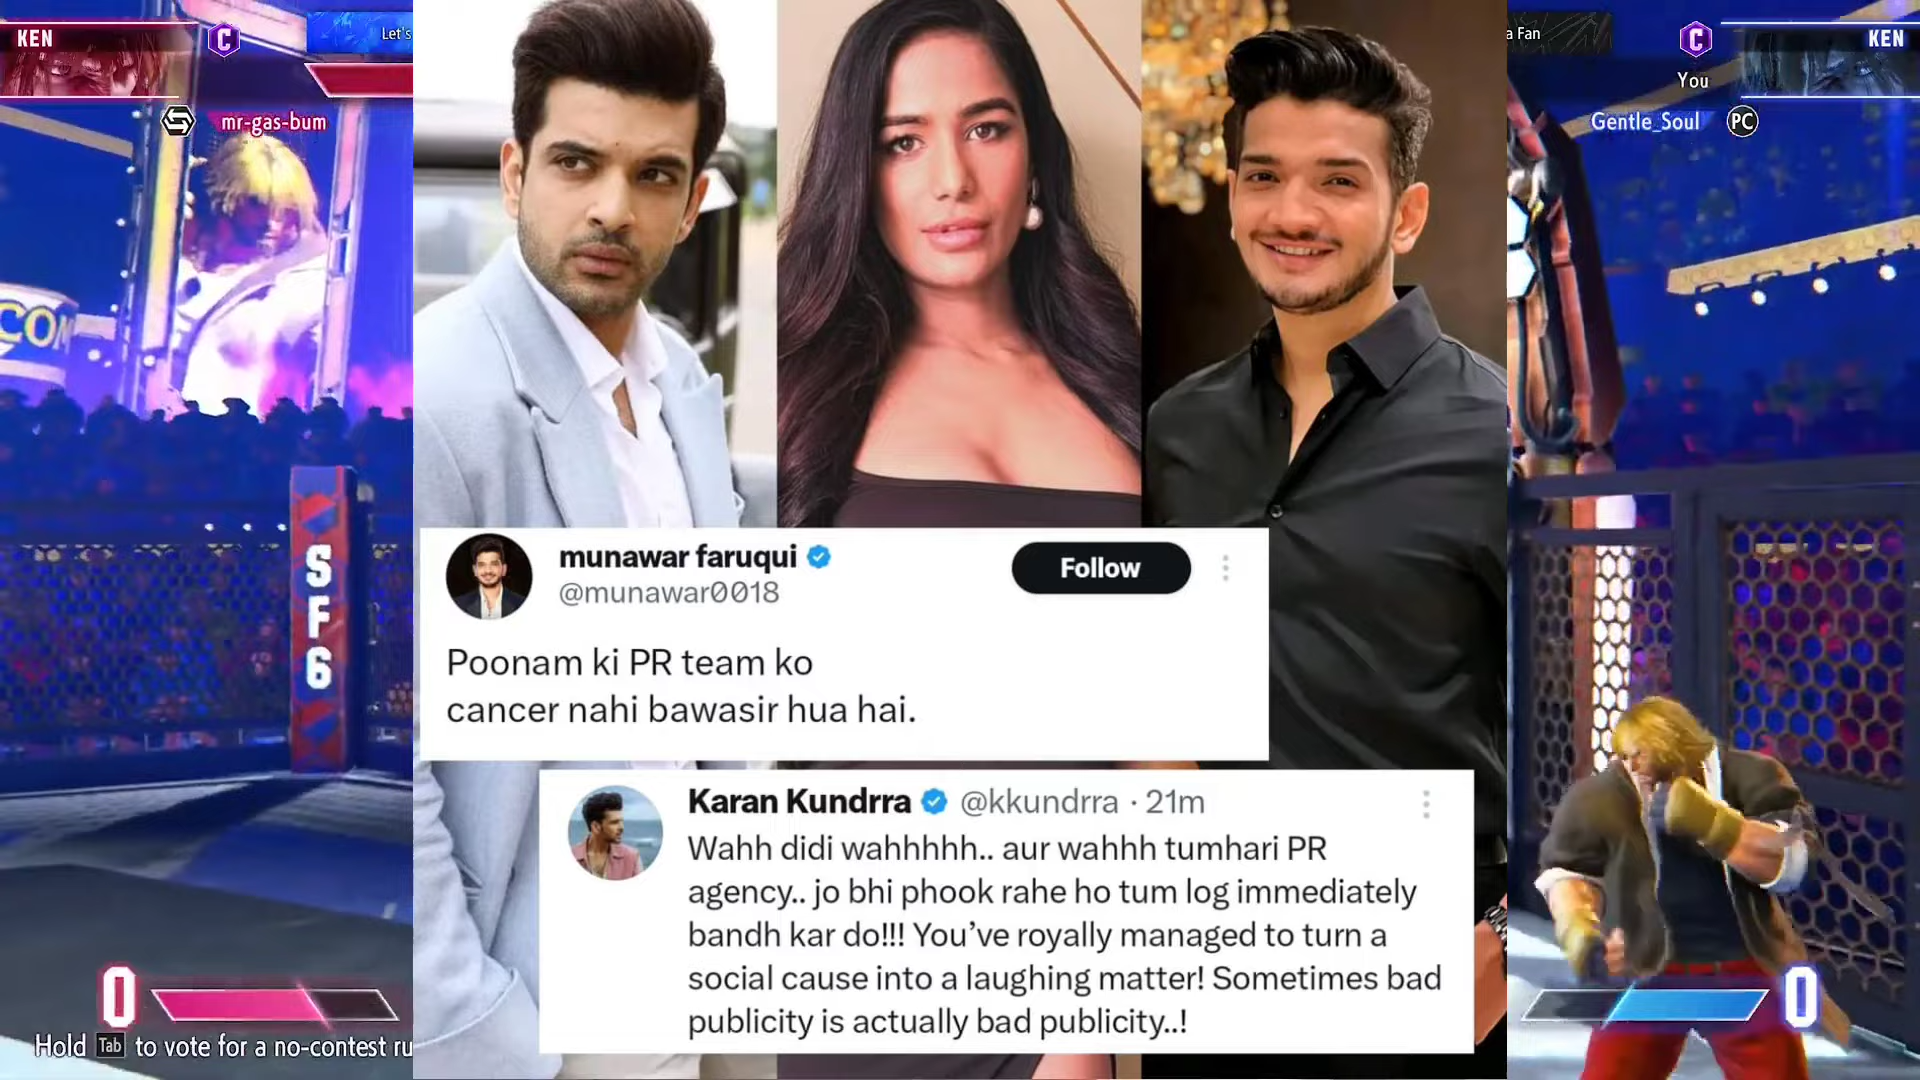 KEN
C
Let's
mr-gas-bum
COM
SF6
0
Hold Tab to vote for a no-contest ru
munawar faruqui
@munawar0018
Follow
Poonam ki PR team ko
cancer nahi bawasir hua hai.
Karan Kundrra @kkundrra · 21m
Wahh didi wahhhhh.. aur wahhh tumhari PR
agency.. jo bhi phook rahe ho tum log immediately
bandh kar do!!! You’ve royally managed to turn a
social cause into a laughing matter! Sometimes bad
publicity is actually bad publicity..!
a Fan
C
KEN
You
Gentle_Soul PC
0